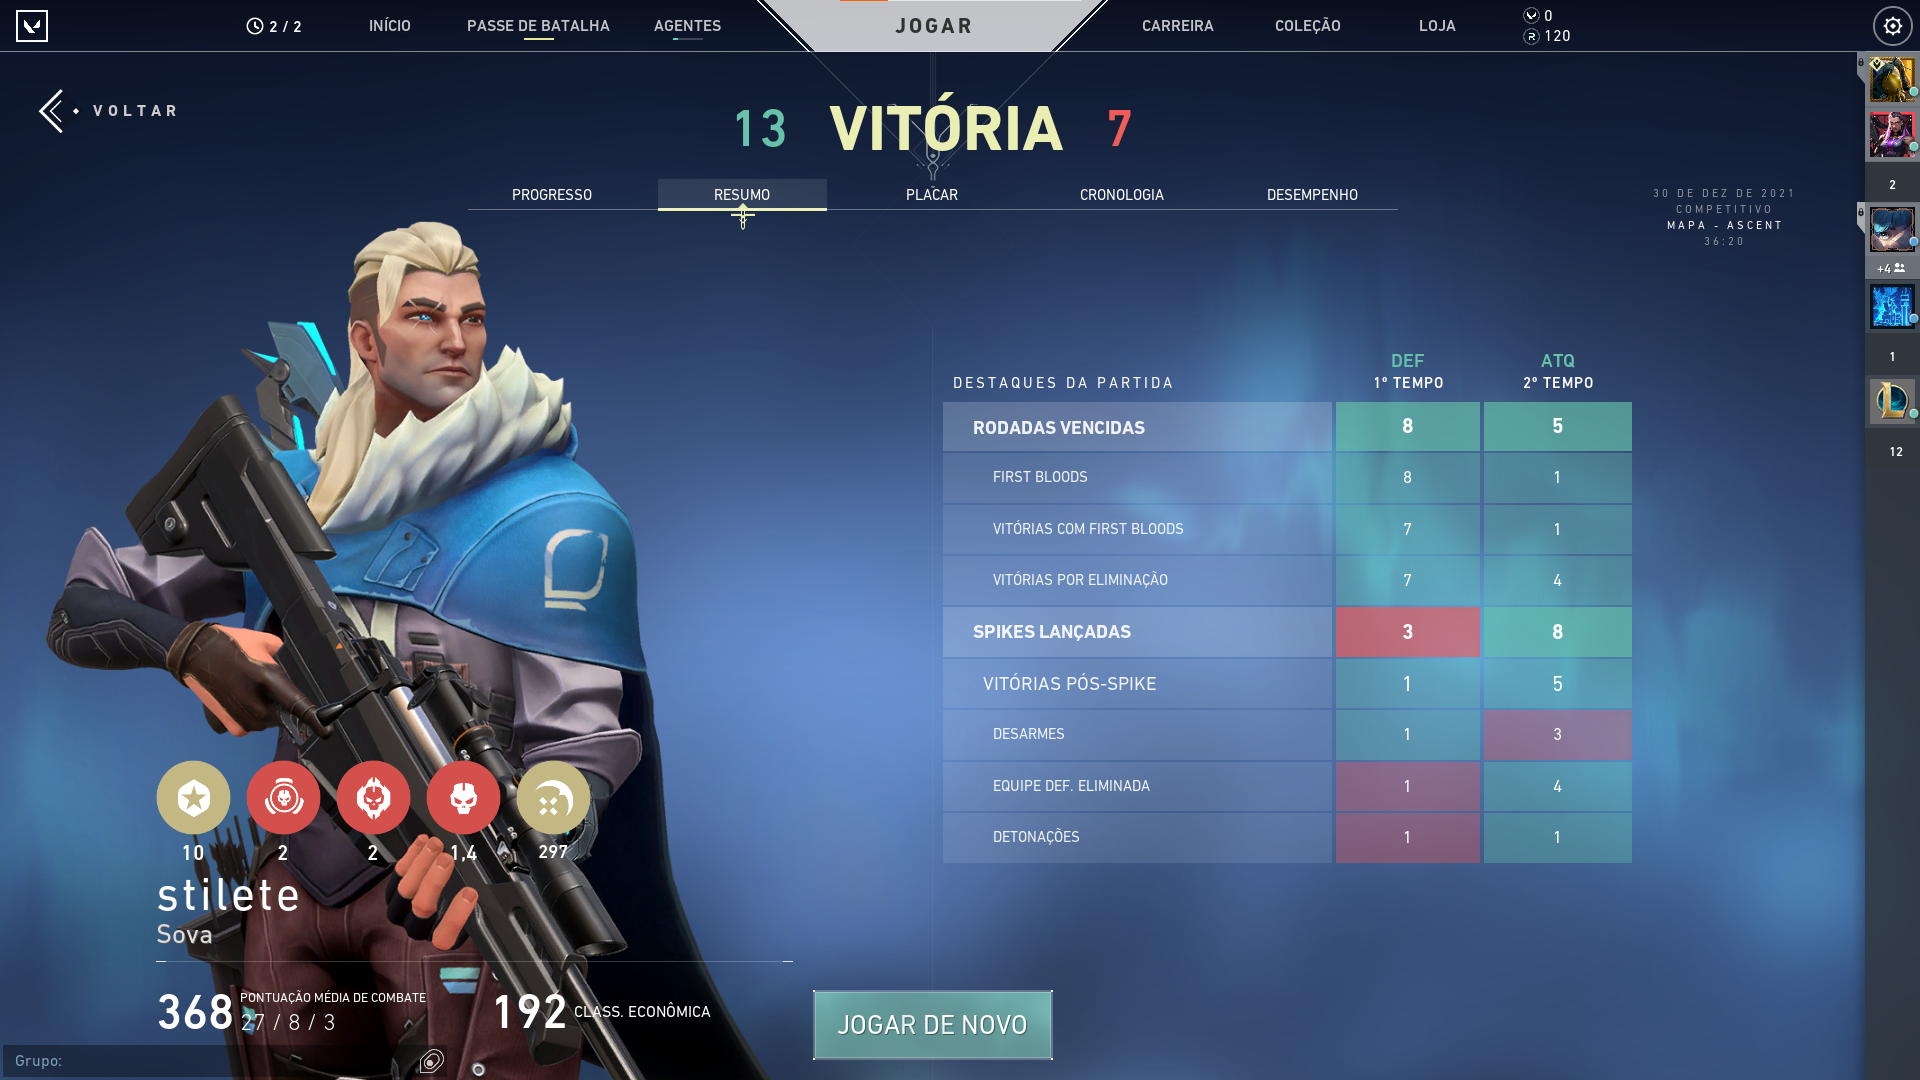 2 / 2
INÍCIO
PASSE DE BATALHA
AGENTES
JOGAR
CARREIRA
COLEÇÃO
LOJA
0
R 120
VOLTAR
13 VITÓRIA 7
PROGRESSO
RESUMO
PLACAR
CRONOLOGIA
DESEMPENHO
30 DE DEZ DE 2021
COMPETITIVO
MAPA - ASCENT
36:20
2
+4
1
12
DEF ATQ
DESTAQUES DA PARTIDA 1º TEMPO 2º TEMPO
RODADAS VENCIDAS 8 5
FIRST BLOODS 8 1
VITÓRIAS COM FIRST BLOODS 7 1
VITÓRIAS POR ELIMINAÇÃO 7 4
SPIKES LANÇADAS 3 8
VITÓRIAS PÓS-SPIKE 1 5
DESARMES 1 3
EQUIPE DEF. ELIMINADA 1 4
DETONAÇÕES 1 1
10 2 2 1,4 297
stilete
Sova
368 PONTUAÇÃO MÉDIA DE COMBATE
27 / 8 / 3
192 CLASS. ECONÔMICA
JOGAR DE NOVO
Grupo: